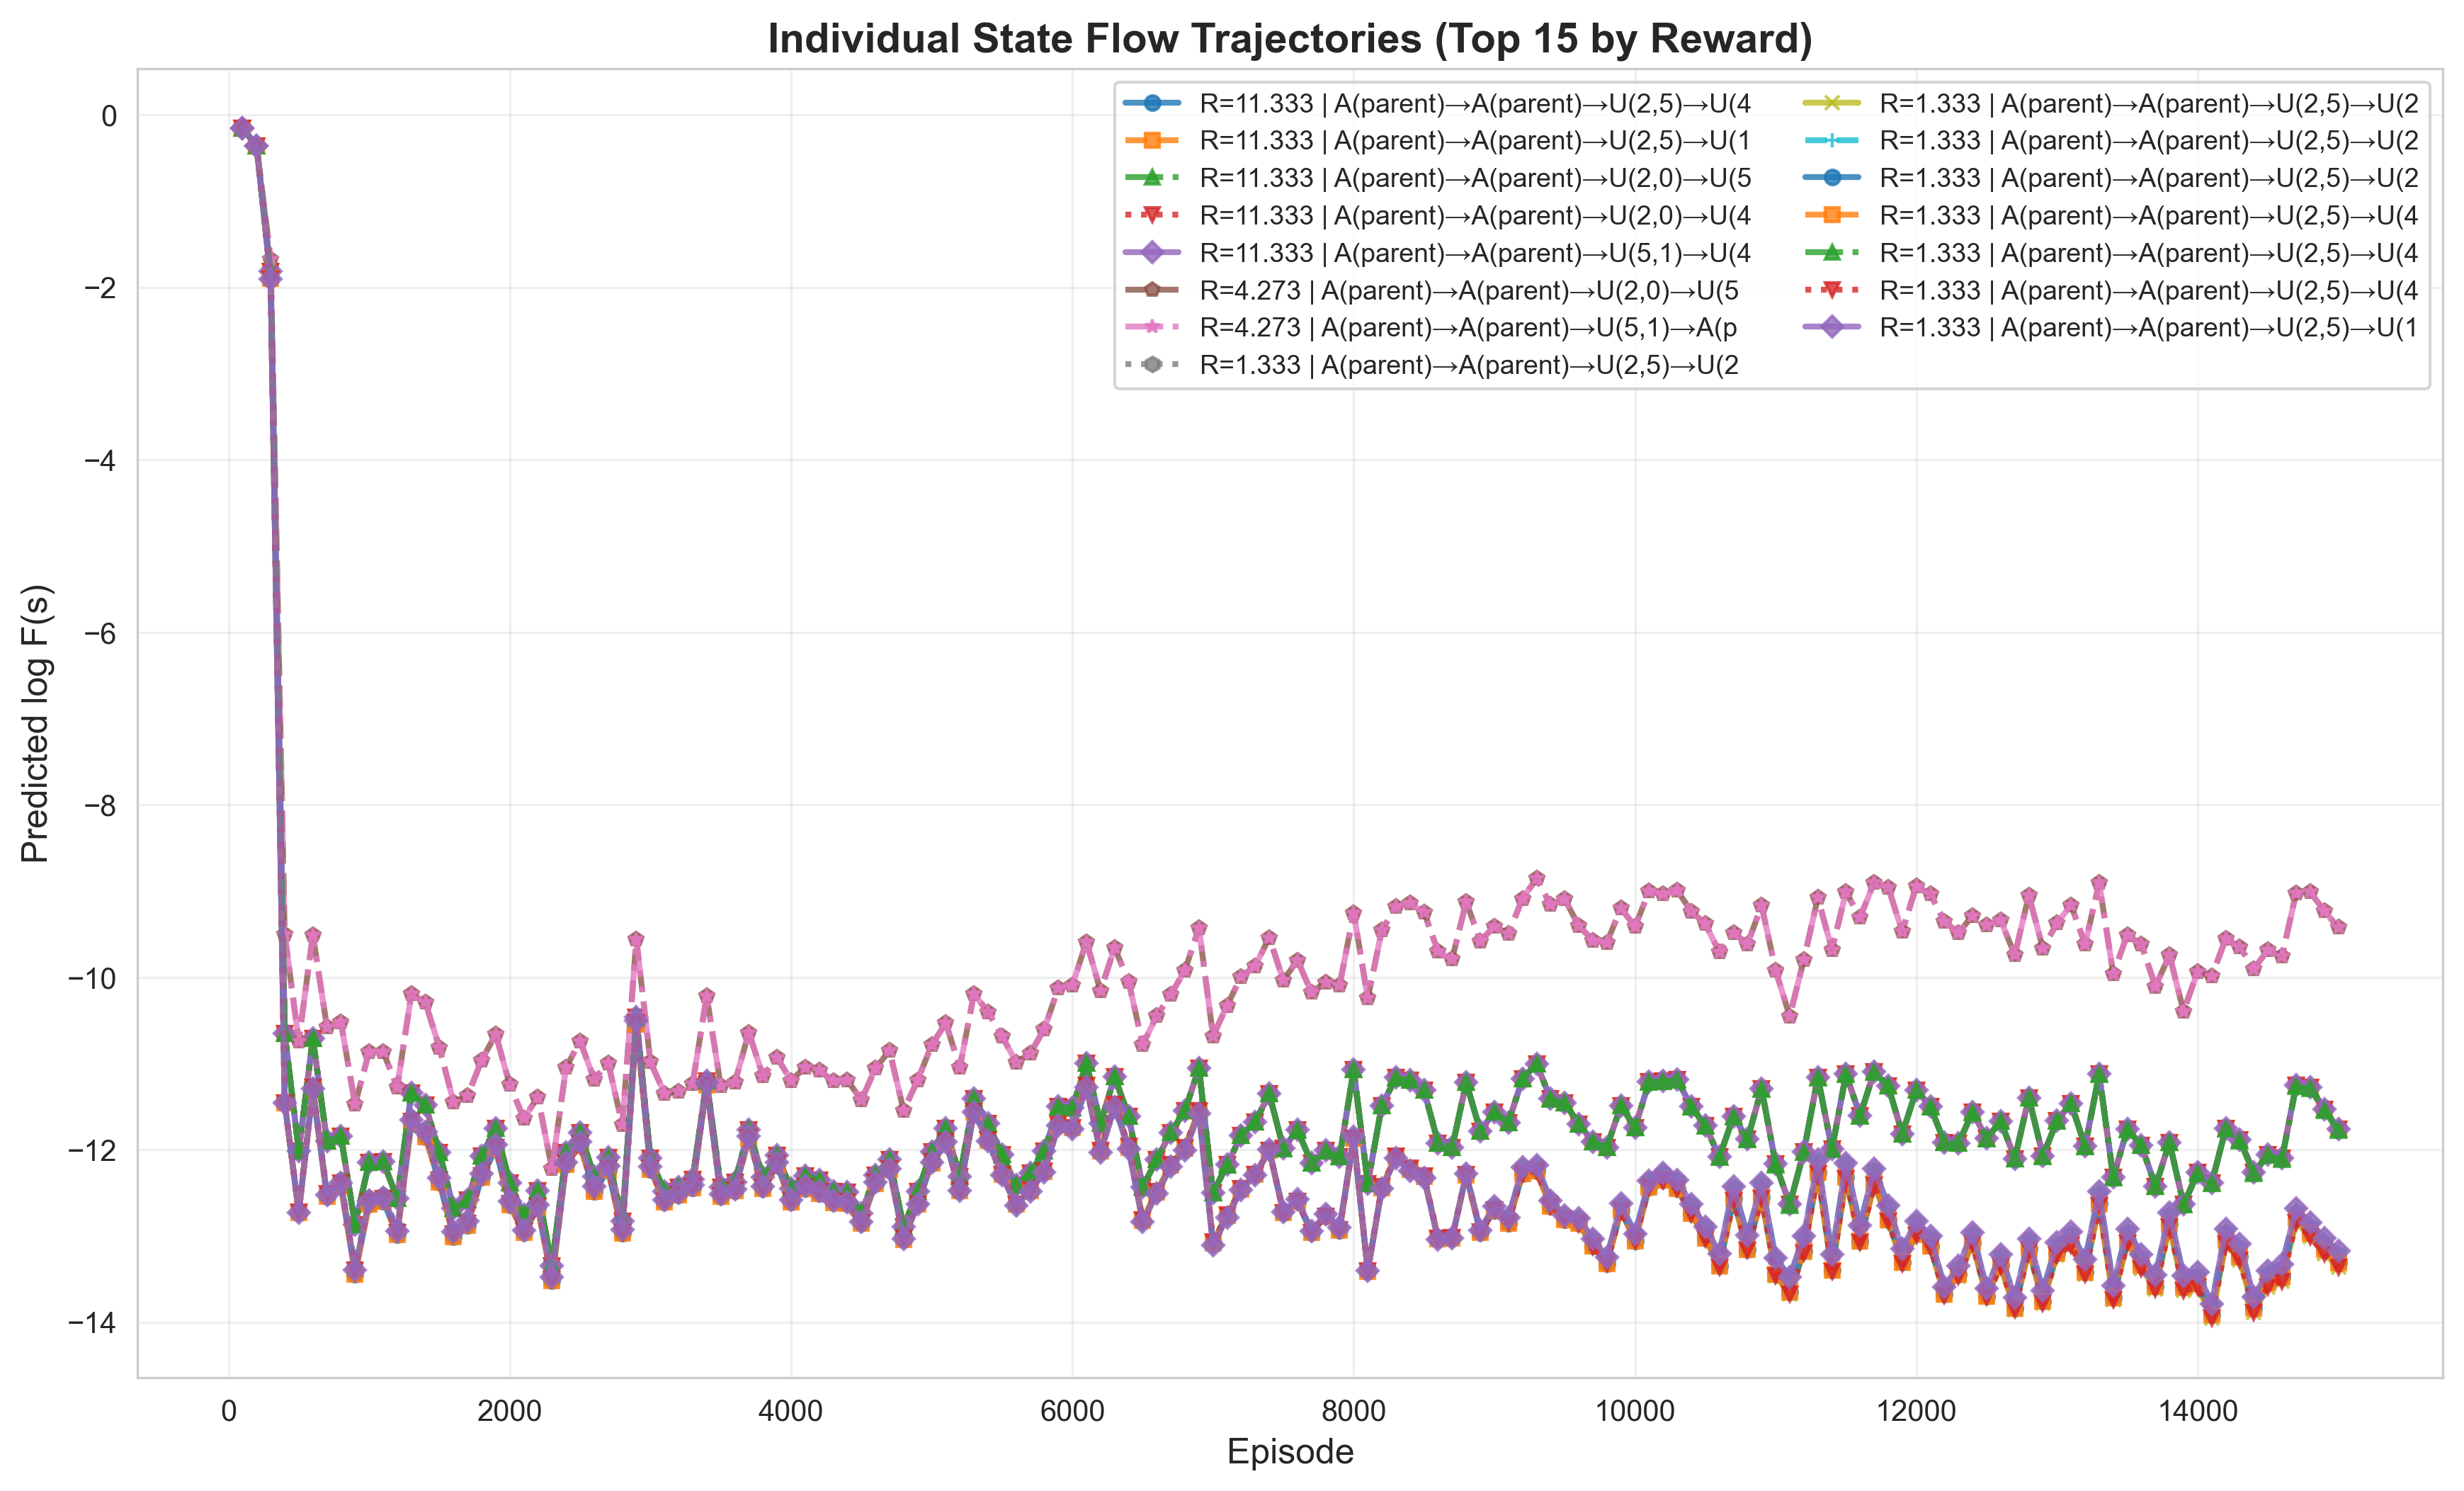 Individual State Flow Trajectories (Top 15 by Reward)
R=11.333 | A(parent)→A(parent)→U(2,5)→U(4
R=11.333 | A(parent)→A(parent)→U(2,5)→U(1
R=11.333 | A(parent)→A(parent)→U(2,0)→U(5
R=11.333 | A(parent)→A(parent)→U(2,0)→U(4
R=11.333 | A(parent)→A(parent)→U(5,1)→U(4
R=4.273 | A(parent)→A(parent)→U(2,0)→U(5
R=4.273 | A(parent)→A(parent)→U(5,1)→A(p
R=1.333 | A(parent)→A(parent)→U(2,5)→U(2
R=1.333 | A(parent)→A(parent)→U(2,5)→U(2
R=1.333 | A(parent)→A(parent)→U(2,5)→U(2
R=1.333 | A(parent)→A(parent)→U(2,5)→U(2
R=1.333 | A(parent)→A(parent)→U(2,5)→U(4
R=1.333 | A(parent)→A(parent)→U(2,5)→U(4
R=1.333 | A(parent)→A(parent)→U(2,5)→U(4
R=1.333 | A(parent)→A(parent)→U(2,5)→U(1
Predicted log F(s)
0
−2
−4
−6
−8
−10
−12
−14
0 2000 4000 6000 8000 10000 12000 14000
Episode